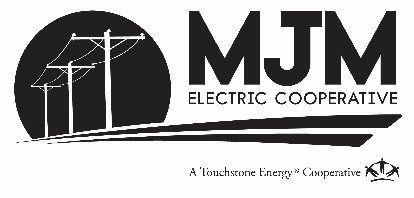 MJM
ELECTRIC COOPERATIVE
A Touchstone Energy® Cooperative